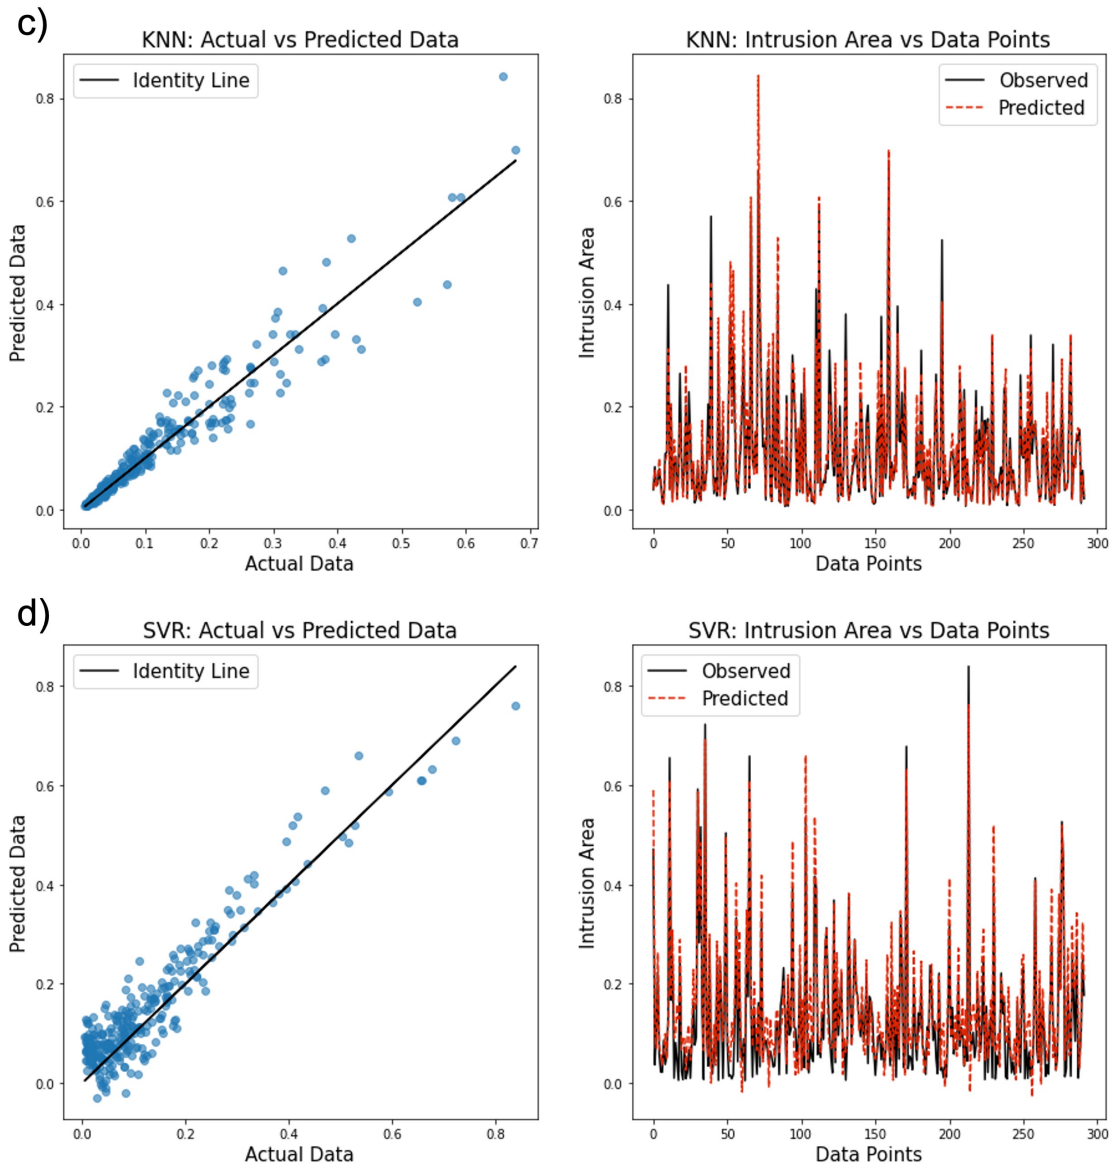 c)
KNN: Actual vs Predicted Data
Identity Line
Predicted Data
0.8
0.6
0.4
0.2
0.0
0.0 0.1 0.2 0.3 0.4 0.5 0.6 0.7
Actual Data
KNN: Intrusion Area vs Data Points
Observed
Predicted
Intrusion Area
0.8
0.6
0.4
0.2
0.0
0 50 100 150 200 250 300
Data Points
d)
SVR: Actual vs Predicted Data
Identity Line
Predicted Data
0.8
0.6
0.4
0.2
0.0
0.0 0.2 0.4 0.6 0.8
Actual Data
SVR: Intrusion Area vs Data Points
Observed
Predicted
Intrusion Area
0.8
0.6
0.4
0.2
0.0
0 50 100 150 200 250 300
Data Points